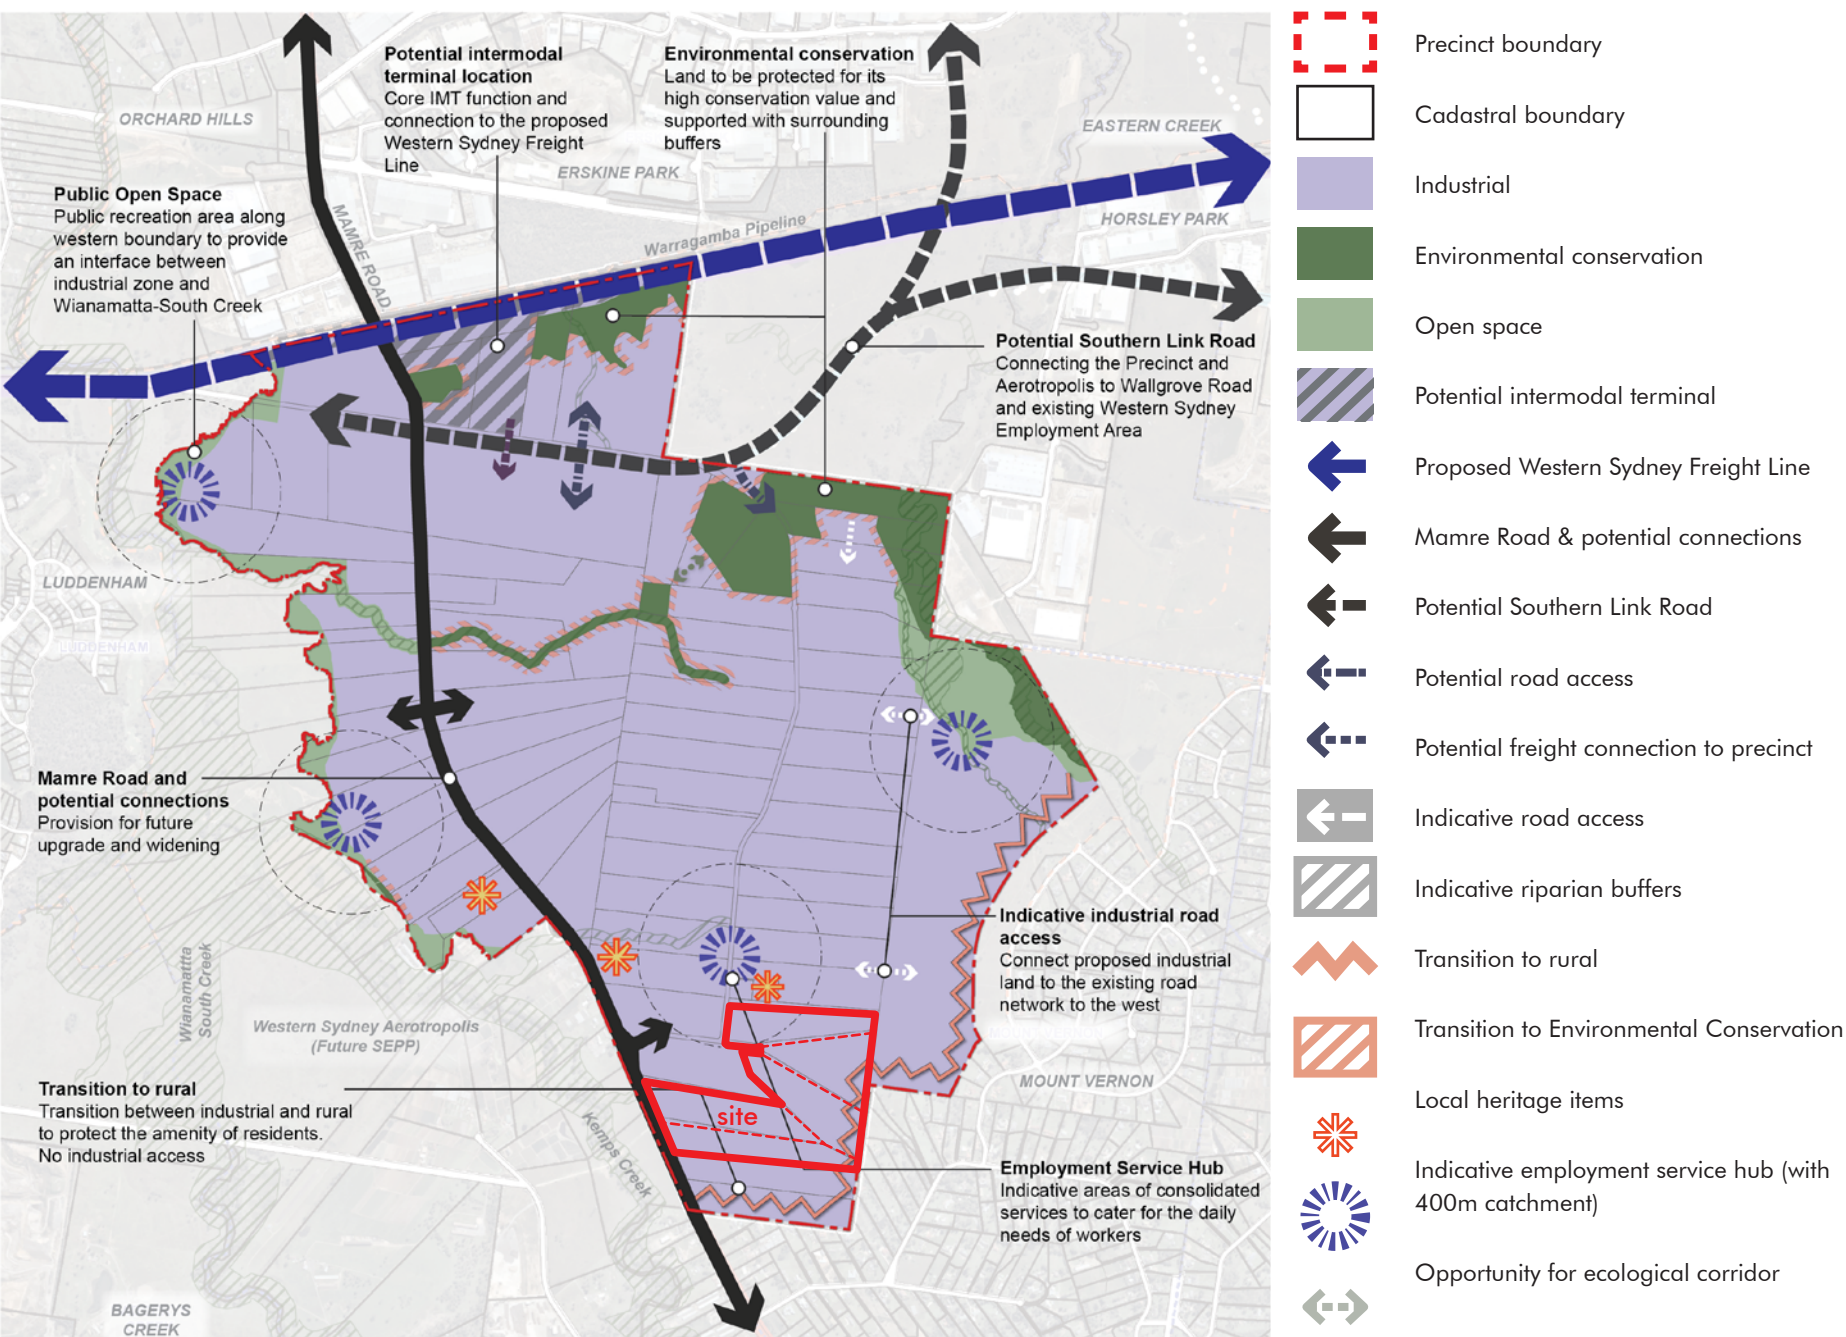 ORCHARD HILLS
Potential intermodal
terminal location
Core IMT function and
connection to the proposed
Western Sydney Freight
Line
Environmental conservation
Land to be protected for its
high conservation value and
supported with surrounding
buffers
EASTERN CREEK
ERSKINE PARK
HORSLEY PARK
Public Open Space
Public recreation area along
western boundary to provide
an interface between
industrial zone and
Wianamatta-South Creek
MAMRE ROAD
Warragamba Pipeline
Potential Southern Link Road
Connecting the Precinct and
Aerotropolis to Wallgrove Road
and existing Western Sydney
Employment Area
LUDDENHAM
LUDDENHAM
Mamre Road and
potential connections
Provision for future
upgrade and widening
Indicative industrial road
access
Connect proposed industrial
land to the existing road
network to the west
Wianamattta
South Creek
Western Sydney Aerotropolis
(Future SEPP)
Transition to rural
Transition between industrial and rural
to protect the amenity of residents.
No industrial access
MOUNT VERNON
site
Kemps Creek
Employment Service Hub
Indicative areas of consolidated
services to cater for the daily
needs of workers
BAGERYS
CREEK
Precinct boundary
Cadastral boundary
Industrial
Environmental conservation
Open space
Potential intermodal terminal
Proposed Western Sydney Freight Line
Mamre Road & potential connections
Potential Southern Link Road
Potential road access
Potential freight connection to precinct
Indicative road access
Indicative riparian buffers
Transition to rural
Transition to Environmental Conservation
Local heritage items
Indicative employment service hub (with
400m catchment)
Opportunity for ecological corridor